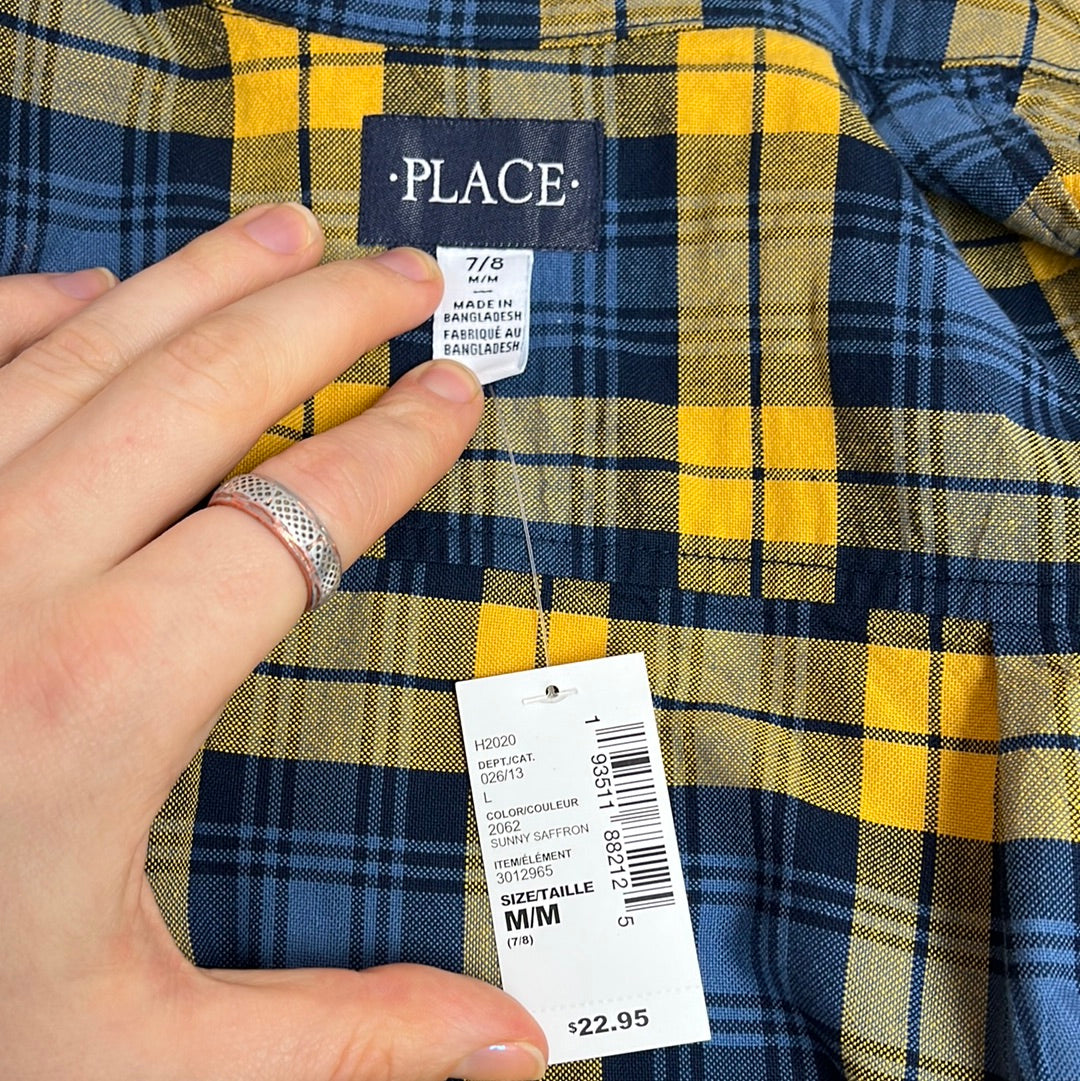 ·PLACE·
7/8
M/M
MADE IN
BANGLADESH
FABRIQUÉ AU
BANGLADESH
H2020
DEPT./CAT.
026/13
L
COLOR/COULEUR
2062
SUNNY SAFFRON
ITEM/ÉLÉMENT
3012965
SIZE/TAILLE
M/M
(7/8)
1 93511 88212 5
$22.95